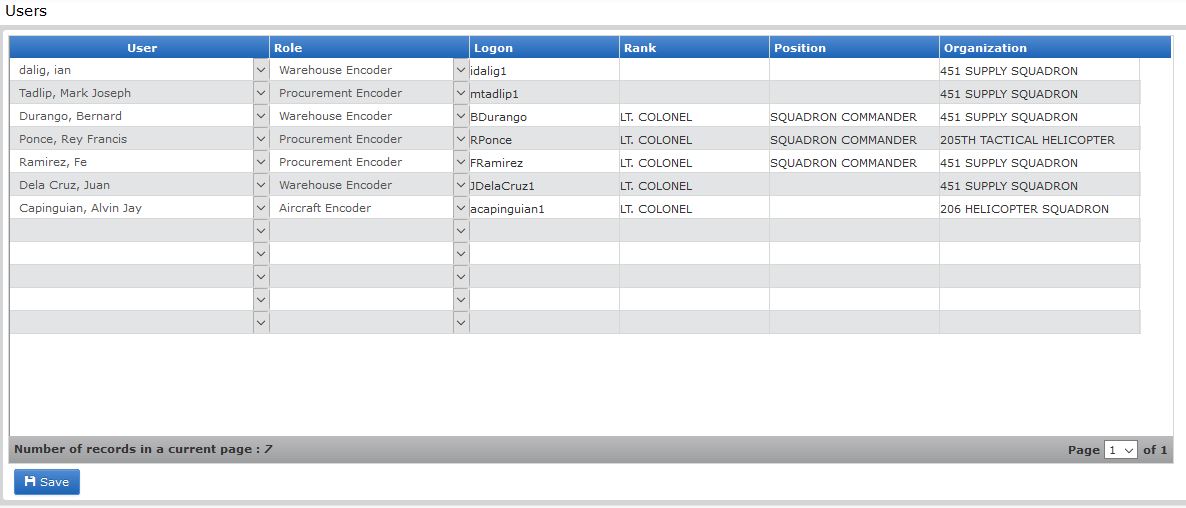 Users
User Role Logon Rank Position Organization
dalig, ian Warehouse Encoder idalig1 451 SUPPLY SQUADRON
Tadlip, Mark Joseph Procurement Encoder mtadlip1 451 SUPPLY SQUADRON
Durango, Bernard Warehouse Encoder BDurango LT. COLONEL SQUADRON COMMANDER 451 SUPPLY SQUADRON
Ponce, Rey Francis Procurement Encoder RPonce LT. COLONEL SQUADRON COMMANDER 205TH TACTICAL HELICOPTER
Ramirez, Fe Procurement Encoder FRamirez LT. COLONEL SQUADRON COMMANDER 451 SUPPLY SQUADRON
Dela Cruz, Juan Warehouse Encoder JDelaCruz1 LT. COLONEL 451 SUPPLY SQUADRON
Capinguian, Alvin Jay Aircraft Encoder acapinguian1 LT. COLONEL 206 HELICOPTER SQUADRON
Number of records in a current page : 7 Page 1 of 1
Save